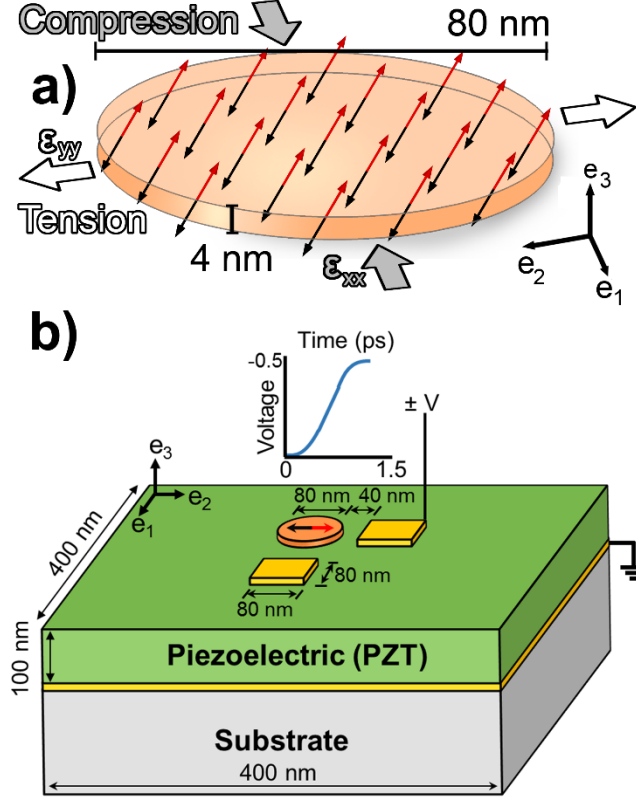 Compression
80 nm
a)
εyy
Tension
4 nm
εxx
e3
e2
e1
b)
Time (ps)
-0.5
Voltage
0
1.5
± V
e3
e2
e1
80 nm
40 nm
400 nm
80 nm
80 nm
100 nm
Piezoelectric (PZT)
Substrate
400 nm